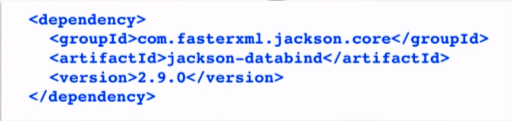 <dependency>
<groupId>com.fasterxml.jackson.core</groupId>
<artifactId>jackson-databind</artifactId>
<version>2.9.0</version>
</dependency>